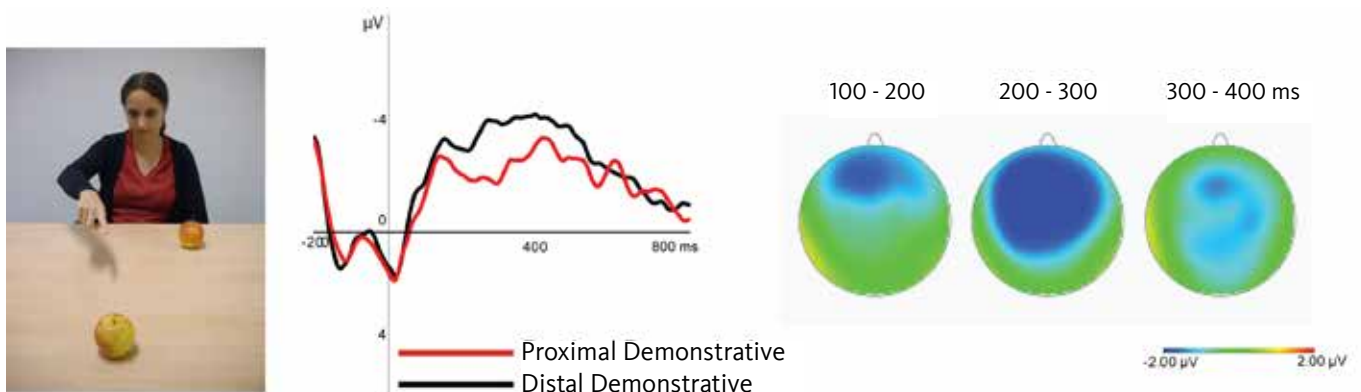 µV
-4
0
-200
400
800 ms
4
Proximal Demonstrative
Distal Demonstrative
100 - 200
200 - 300
300 - 400 ms
-2.00 µV
2.00 µV